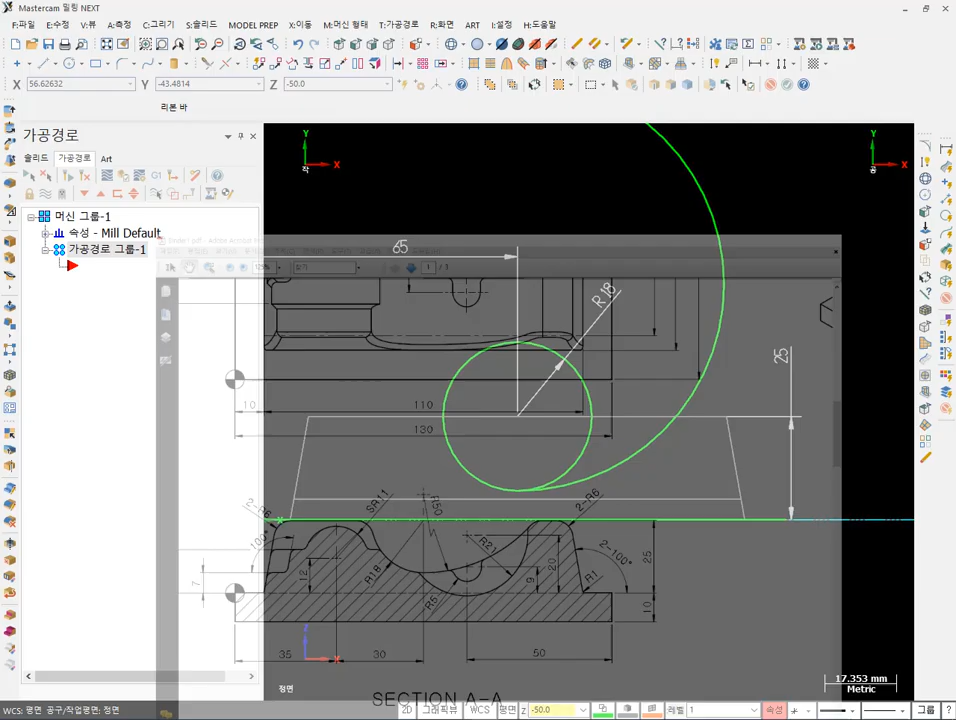 Mastercam 밀링 NEXT
F:파일 E:수정 V:뷰 A:측정 C:그리기 S:솔리드 MODEL PREP X:이동 M:머신 형태 T:가공경로 R:화면 ART I:설정 H:도움말
X 56.62632 Y -43.4814 Z -50.0
리본 바
가공경로
솔리드 가공경로 Art
머신 그룹-1
속성 - Mill Default
가공경로 그룹-1
Y
X
작
Y
X
공
65
1 / 1
R 18
25
10
110
130
2-R6
SR11
R50
2-R6
100°
R21
2-100°
12
R18
20
25
7
9
R5
R1
10
Z
X
35
30
50
정면
SECTION A-A
17.353 mm
Metric
WCS: 평면 공구/작업평면: 정면
2D 그래픽뷰 WCS 평면 Z -50.0 레벨 1 속성 그룹 ?